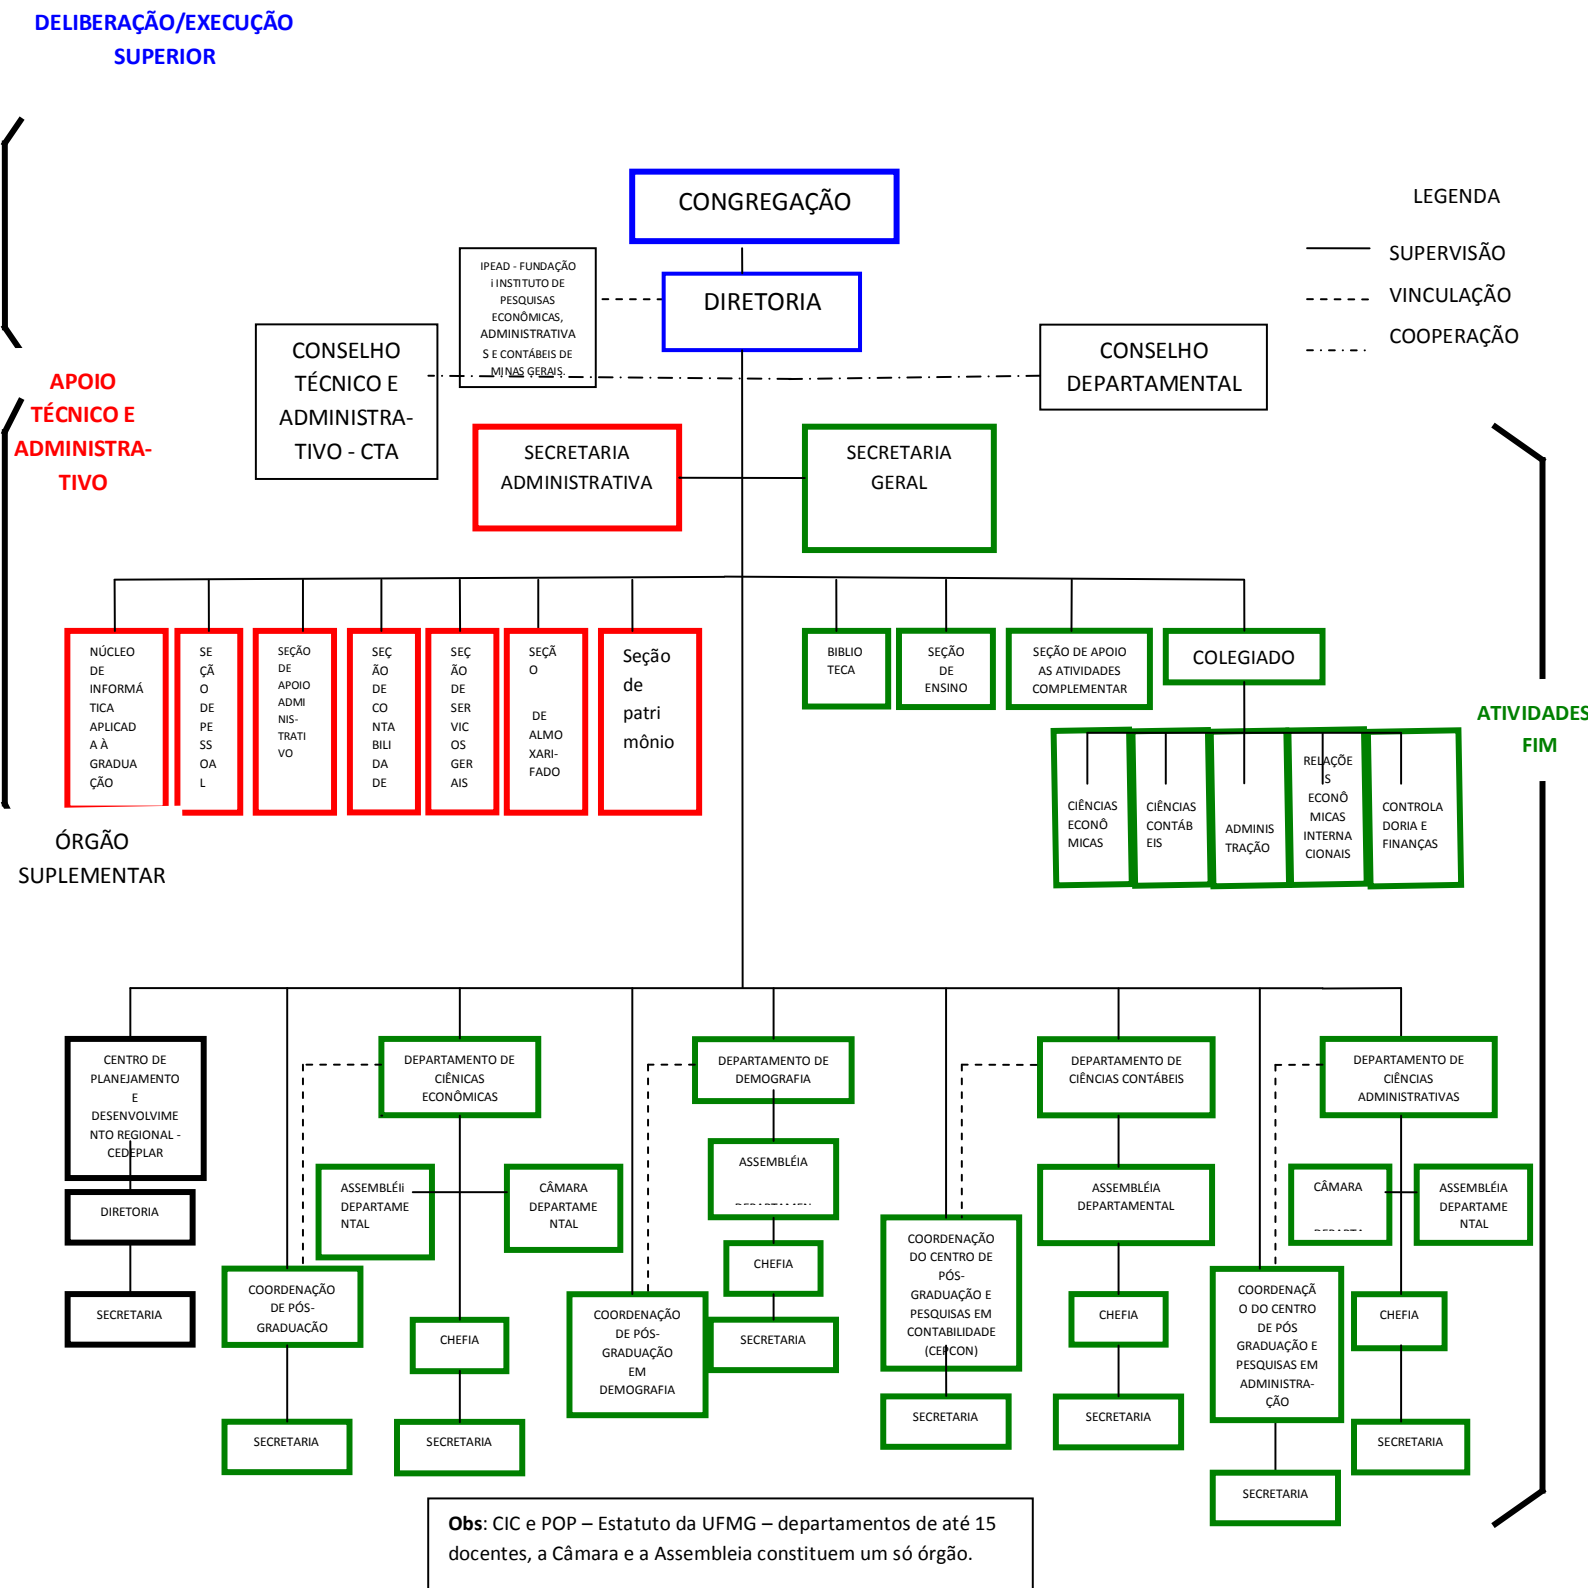 DELIBERAÇÃO/EXECUÇÃO
SUPERIOR
CONGREGAÇÃO
LEGENDA
SUPERVISÃO
VINCULAÇÃO
COOPERAÇÃO
IPEAD - FUNDAÇÃO
i INSTITUTO DE
PESQUISAS
ECONÔMICAS,
ADMINISTRATIVA
S E CONTÁBEIS DE
MINAS GERAIS.
DIRETORIA
CONSELHO
TÉCNICO E
ADMINISTRA-
TIVO - CTA
CONSELHO
DEPARTAMENTAL
APOIO
TÉCNICO E
ADMINISTRA-
TIVO
SECRETARIA
ADMINISTRATIVA
SECRETARIA
GERAL
NÚCLEO
DE
INFORMÁ
TICA
APLICAD
A À
GRADUA
ÇÃO
SE
ÇÃ
O
DE
PE
SS
OA
L
SEÇÃO
DE
APOIO
ADMI
NIS-
TRATI
VO
SEÇ
ÃO
DE
CO
NTA
BILI
DA
DE
SEÇ
ÃO
DE
SER
VIC
OS
GER
AIS
SEÇÃ
O
DE
ALMO
XARI-
FADO
Seção
de
patri
mônio
BIBLIO
TECA
SEÇÃO
DE
ENSINO
SEÇÃO DE APOIO
AS ATIVIDADES
COMPLEMENTAR
COLEGIADO
ATIVIDADES
FIM
CIÊNCIAS
ECONÔ
MICAS
CIÊNCIAS
CONTÁB
EIS
ADMINIS
TRAÇÃO
RELAÇÕE
S
ECONÔ
MICAS
INTERNA
CIONAIS
CONTROLA
DORIA E
FINANÇAS
ÓRGÃO
SUPLEMENTAR
CENTRO DE
PLANEJAMENTO
E
DESENVOLVIME
NTO REGIONAL -
CEDEPLAR
DIRETORIA
SECRETARIA
DEPARTAMENTO DE
CIÊNICAS
ECONÔMICAS
ASSEMBLÉIi
DEPARTAME
NTAL
CÂMARA
DEPARTAME
NTAL
COORDENAÇÃO
DE PÓS-
GRADUAÇÃO
SECRETARIA
CHEFIA
SECRETARIA
DEPARTAMENTO DE
DEMOGRAFIA
ASSEMBLÉIA
CHEFIA
SECRETARIA
COORDENAÇÃO
DE PÓS-
GRADUAÇÃO
EM
DEMOGRAFIA
DEPARTAMENTO DE
CIÊNCIAS CONTÁBEIS
ASSEMBLÉIA
DEPARTAMENTAL
COORDENAÇÃO
DO CENTRO DE
PÓS-
GRADUAÇÃO E
PESQUISAS EM
CONTABILIDADE
(CEPCON)
SECRETARIA
CHEFIA
SECRETARIA
DEPARTAMENTO DE
CIÊNCIAS
ADMINISTRATIVAS
CÂMARA
ASSEMBLÉIA
DEPARTAME
NTAL
COORDENAÇÃ
O DO CENTRO
DE PÓS
GRADUAÇÃO E
PESQUISAS EM
ADMINISTRA-
ÇÃO
SECRETARIA
CHEFIA
SECRETARIA
Obs: CIC e POP – Estatuto da UFMG – departamentos de até 15
docentes, a Câmara e a Assembleia constituem um só órgão.